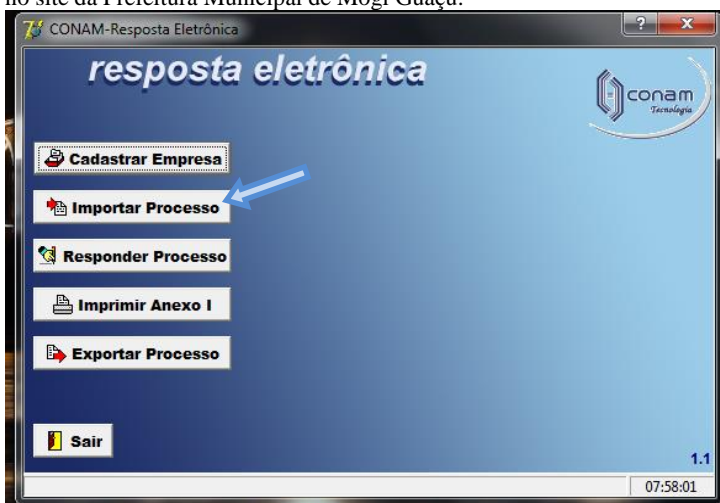 no site da Prefeitura Municipal de Mogi Guaçu.
CONAM-Resposta Eletrônica
resposta eletrônica
conam
Tecnologia
Cadastrar Empresa
Importar Processo
Responder Processo
Imprimir Anexo I
Exportar Processo
Sair
1.1
07:58:01